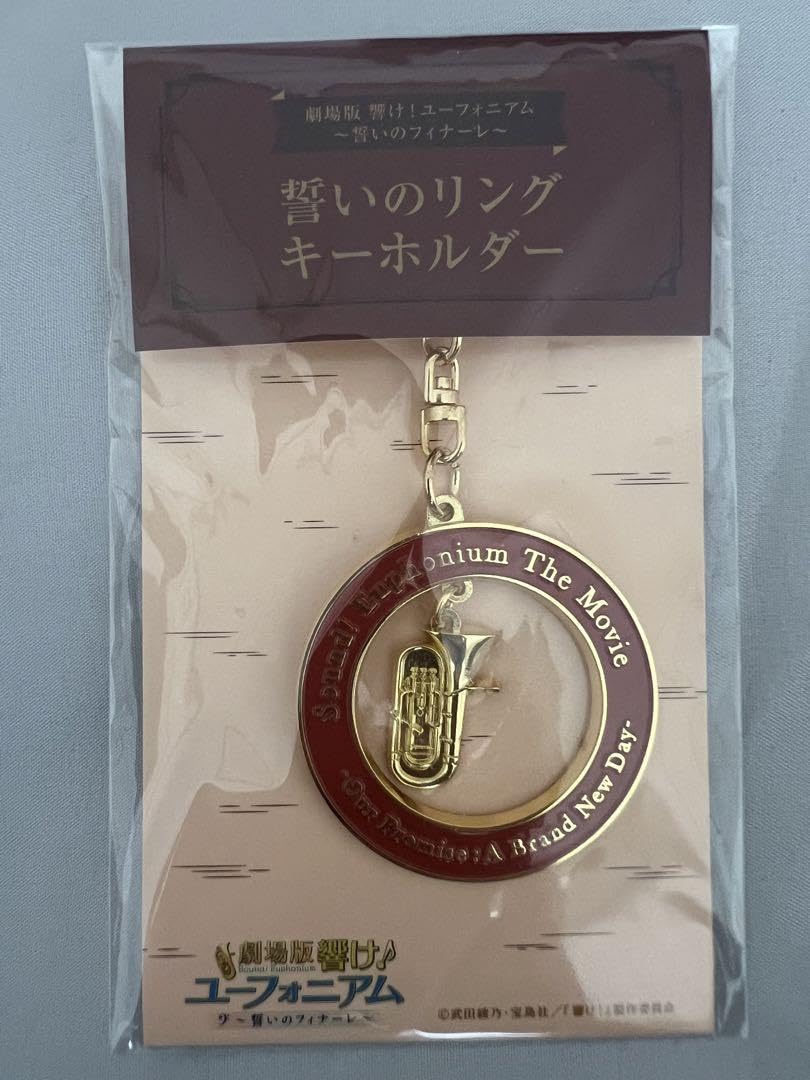 劇場版 響け！ユーフォニアム
～誓いのフィナーレ～
誓いのリング
キーホルダー
Sound! Euphonium The Movie
-Our Promise: A Brand New Day-
劇場版 響け!
Sound! Euphonium
ユーフォニアム
～誓いのフィナーレ～
©武田綾乃・宝島社／『響け!』製作委員会